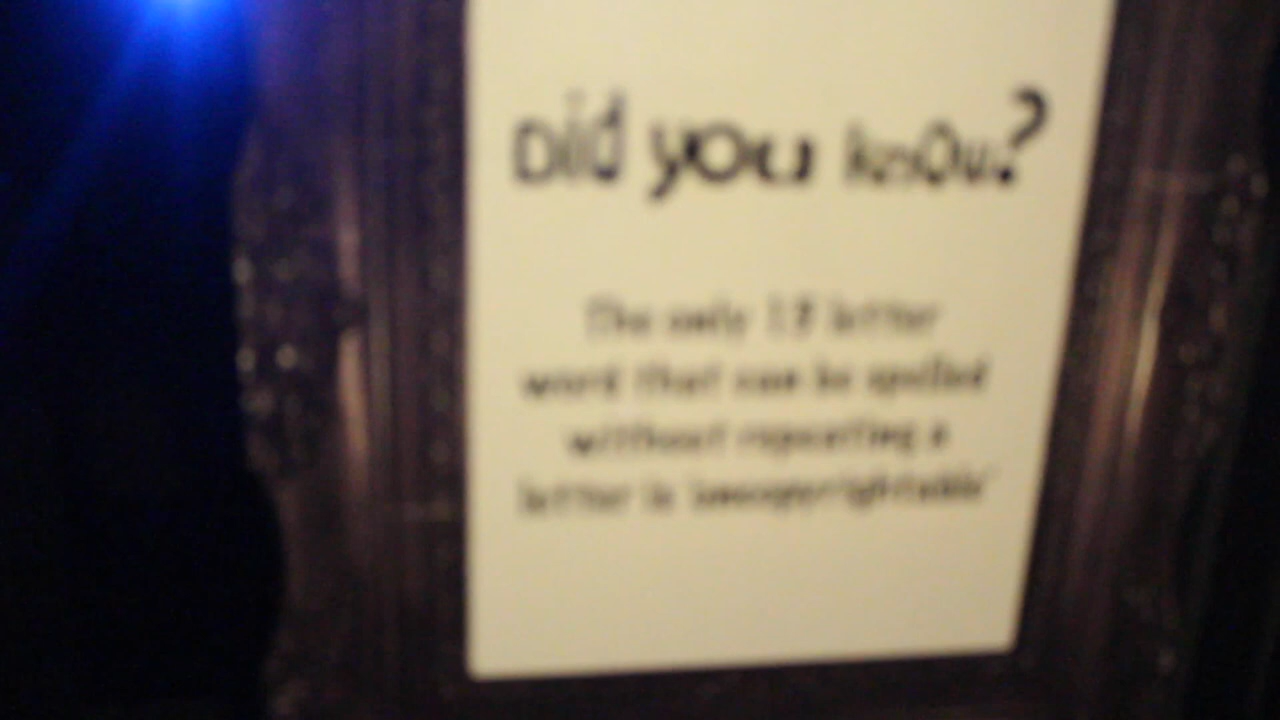 Did you know?
The only 15 letter
word that can be spelled
without repeating a
letter is 'uncopyrightable'